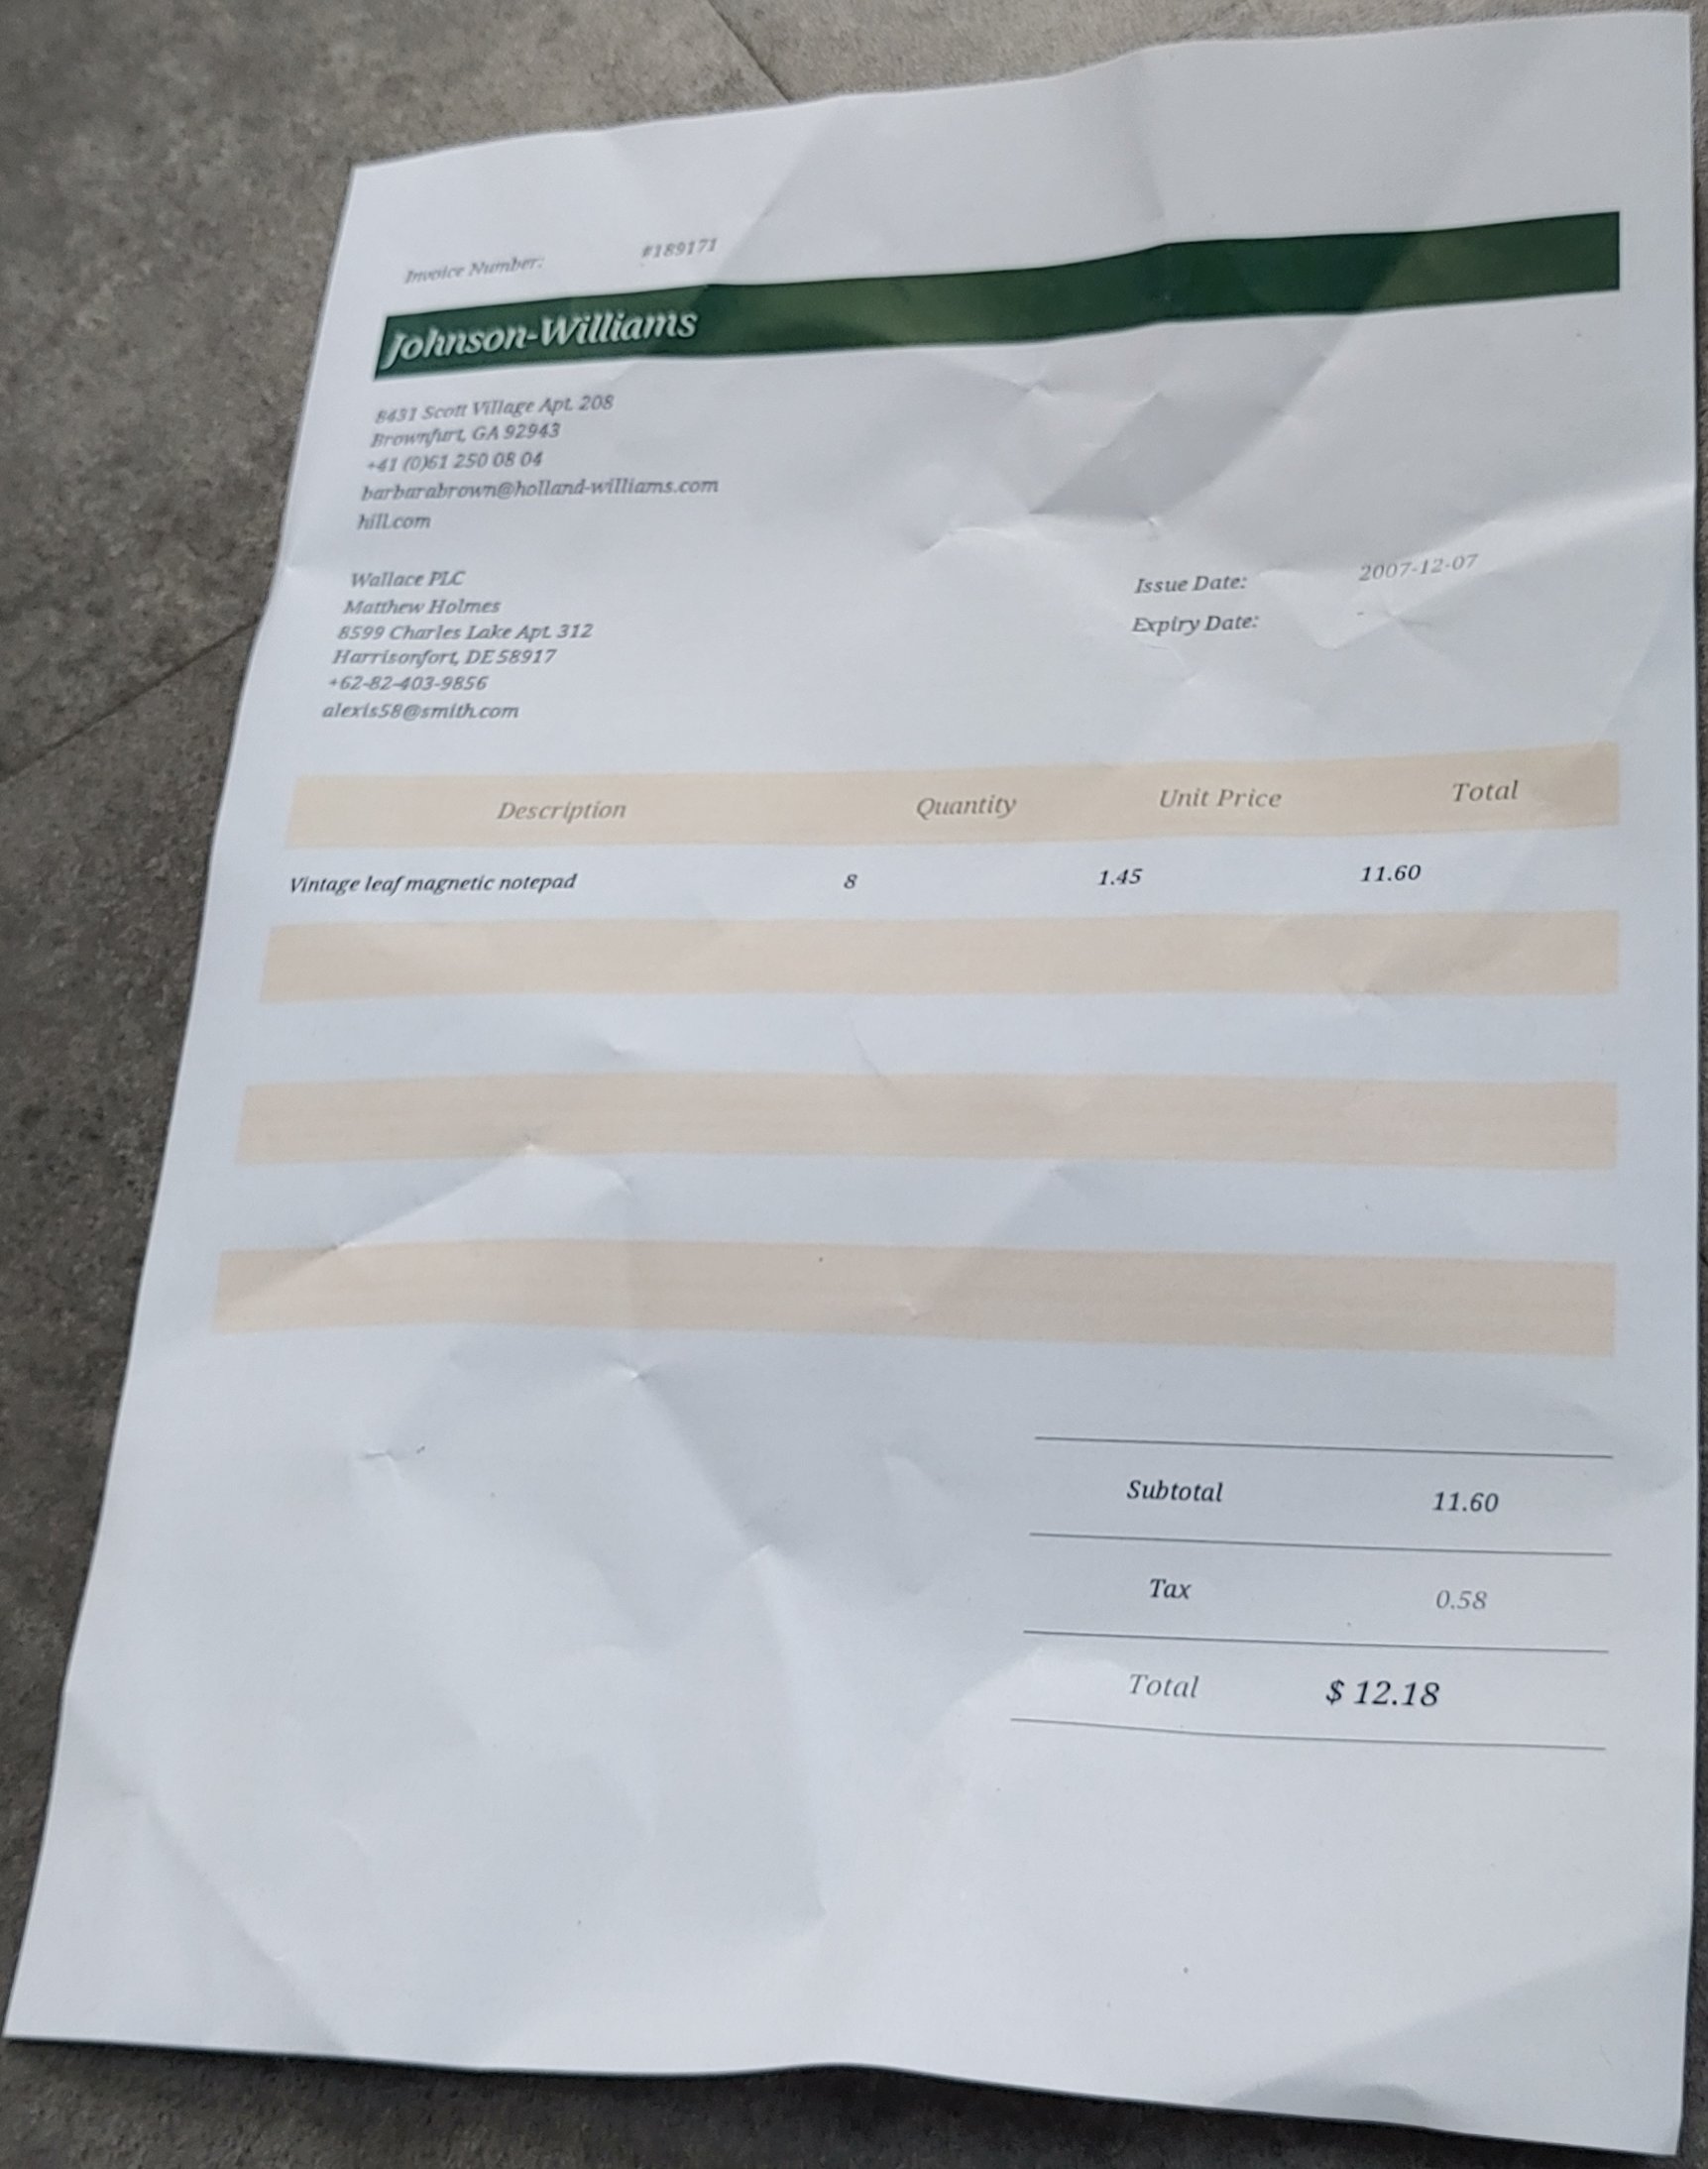 Invoice Number: #189171
Johnson-Williams
8431 Scott Village Apt. 208
Brownfurt, GA 92943
+41 (0)61 250 08 04
barbarabrown@holland-williams.com
hill.com
Wallace PLC
Matthew Holmes
8599 Charles Lake Apt. 312
Harrisonfort, DE 58917
+62-82-403-9856
alexis58@smith.com
Issue Date: 2007-12-07
Expiry Date: -
Description Quantity Unit Price Total
Vintage leaf magnetic notepad 8 1.45 11.60
Subtotal 11.60
Tax 0.58
Total $ 12.18